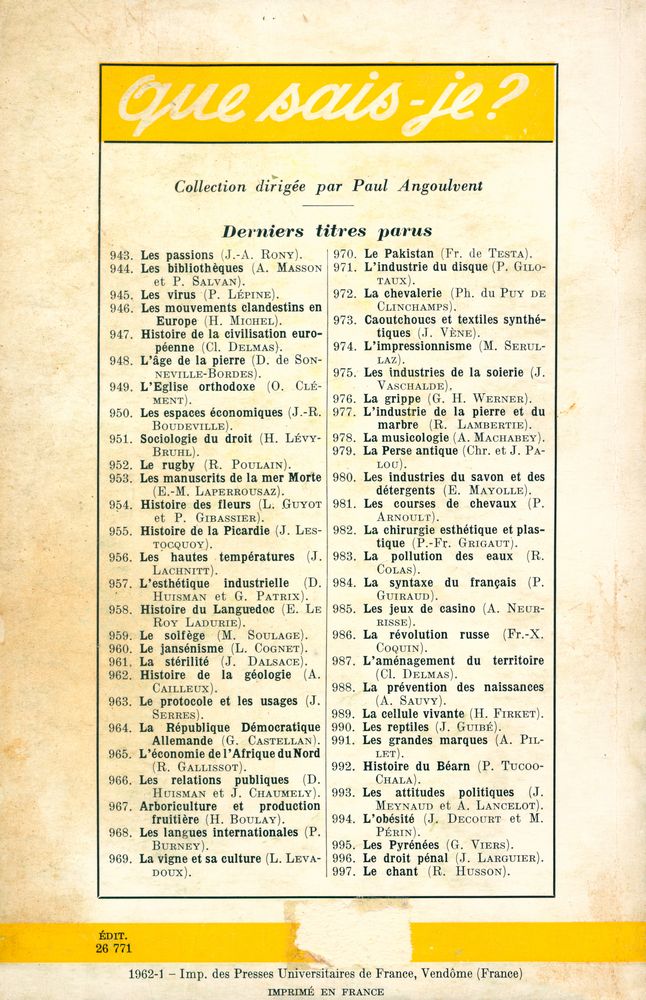 que sais-je?
Collection dirigée par Paul Angoulvent
Derniers titres parus
943. Les passions (J.-A. RONY).
944. Les bibliothèques (A. MASSON
et P. SALVAN).
945. Les virus (P. LÉPINE).
946. Les mouvements clandestins en
Europe (H. MICHEL).
947. Histoire de la civilisation euro-
péenne (Cl. DELMAS).
948. L'âge de la pierre (D. de SON-
NEVILLE-BORDES).
949. L'Eglise orthodoxe (O. CLÉ-
MENT).
950. Les espaces économiques (J.-R.
BOUDEVILLE).
951. Sociologie du droit (H. LÉVY-
BRUHL).
952. Le rugby (R. POULAIN).
953. Les manuscrits de la mer Morte
(E.-M. LAPERROUSAZ).
954. Histoire des fleurs (L. GUYOT
et P. GIBASSIER).
955. Histoire de la Picardie (J. LES-
TOCQUOY).
956. Les hautes températures (J.
LACHNITT).
957. L'esthétique industrielle (D.
HUISMAN et G. PATRIX).
958. Histoire du Languedoc (E. LE
ROY LADURIE).
959. Le solfège (M. SOULAGE).
960. Le jansénisme (L. COGNET).
961. La stérilité (J. DALSACE).
962. Histoire de la géologie (A.
CAILLEUX).
963. Le protocole et les usages (J.
SERRES).
964. La République Démocratique
Allemande (G. CASTELLAN).
965. L'économie de l'Afrique du Nord
(R. GALLISSOT).
966. Les relations publiques (D.
HUISMAN et J. CHAUMELY).
967. Arboriculture et production
fruitière (H. BOULAY).
968. Les langues internationales (P.
BURNEY).
969. La vigne et sa culture (L. LEVA-
DOUX).
970. Le Pakistan (Fr. de TESTA).
971. L'industrie du disque (P. GILO-
TAUX).
972. La chevalerie (Ph. du PUY DE
CLINCHAMPS).
973. Caoutchoucs et textiles synthé-
tiques (J. VÈNE).
974. L'impressionnisme (M. SERUL-
LAZ).
975. Les industries de la soierie (J.
VASCHALDE).
976. La grippe (G. H. WERNER).
977. L'industrie de la pierre et du
marbre (R. LAMBERTIE).
978. La musicologie (A. MACHABEY).
979. La Perse antique (Chr. et J. PA-
LOU).
980. Les industries du savon et des
détergents (E. MAYOLLE).
981. Les courses de chevaux (P.
ARNOULT).
982. La chirurgie esthétique et plas-
tique (P.-Fr. GRIGAUT).
983. La pollution des eaux (R.
COLAS).
984. La syntaxe du français (P.
GUIRAUD).
985. Les jeux de casino (A. NEUR-
RISSE).
986. La révolution russe (Fr.-X.
COQUIN).
987. L'aménagement du territoire
(Cl. DELMAS).
988. La prévention des naissances
(A. SAUVY).
989. La cellule vivante (H. FIRKET).
990. Les reptiles (J. GUIBÉ).
991. Les grandes marques (A. PIL-
LET).
992. Histoire du Béarn (P. TUCOO-
CHALA).
993. Les attitudes politiques (J.
MEYNAUD et A. LANCELOT).
994. L'obésité (J. DECOURT et M.
PÉRIN).
995. Les Pyrénées (G. VIERS).
996. Le droit pénal (J. LARGUIER).
997. Le chant (R. HUSSON).
ÉDIT.
26 771
1962-1 – Imp. des Presses Universitaires de France, Vendôme (France)
IMPRIMÉ EN FRANCE